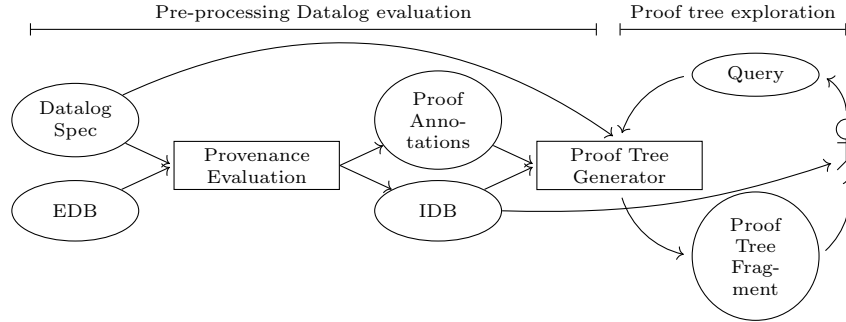 Pre-processing Datalog evaluation
Proof tree exploration
Query
Datalog
Spec
Proof
Anno-
tations
Provenance
Evaluation
Proof Tree
Generator
EDB
IDB
Proof
Tree
Frag-
ment